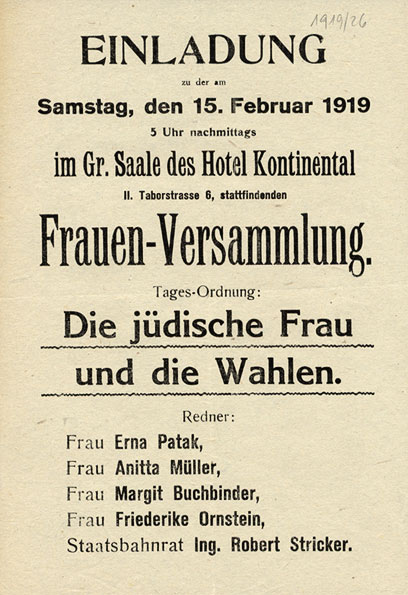 1919/26
EINLADUNG
zu der am
Samstag, den 15. Februar 1919
5 Uhr nachmittags
im Gr. Saale des Hotel Kontinental
II. Taborstrasse 6, stattfindenden
Frauen-Versammlung.
Tages-Ordnung:
Die jüdische Frau
und die Wahlen.
Redner:
Frau Erna Patak,
Frau Anitta Müller,
Frau Margit Buchbinder,
Frau Friederike Ornstein,
Staatsbahnrat Ing. Robert Stricker.